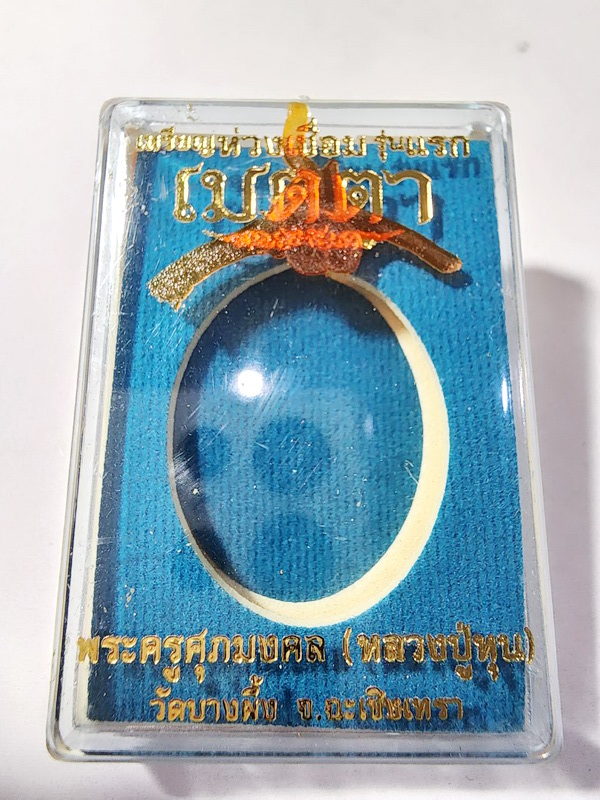 เหรียญห่วงเชื่อมรุ่นแรก
เมตตา
พระครูศุภมงคล (หลวงปู่ทุน)
วัดบางผึ้ง จ.ฉะเชิงเทรา